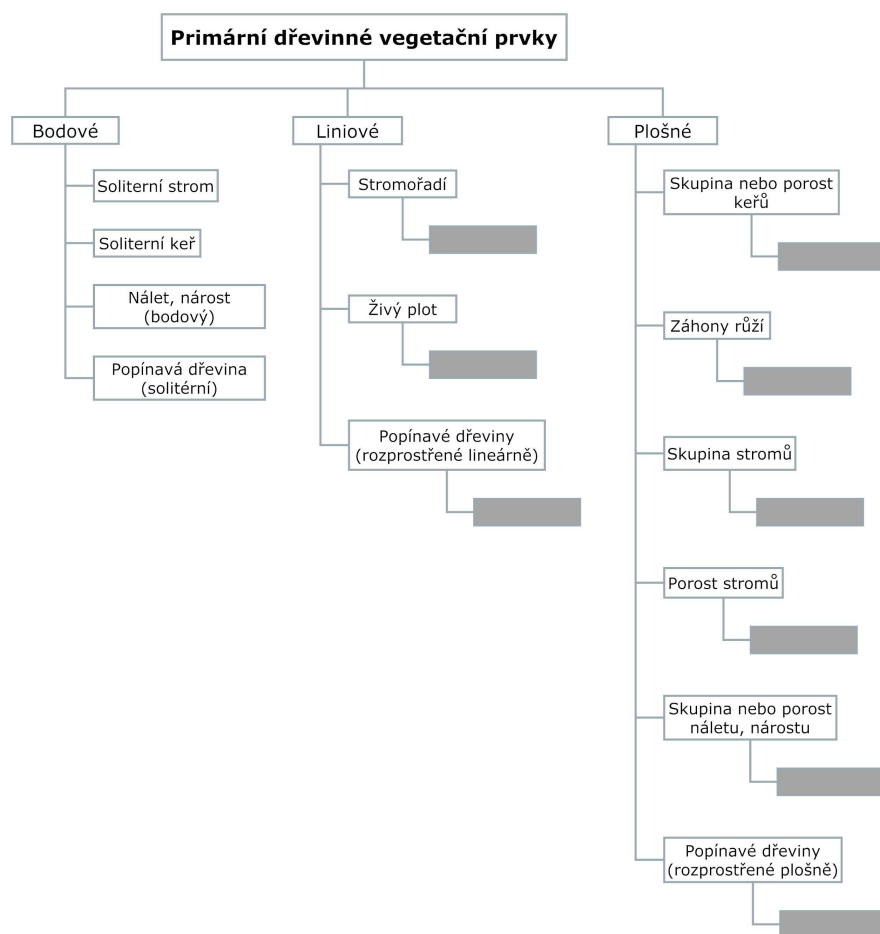 Primární dřevinné vegetační prvky
Bodové
Soliterní strom
Soliterní keř
Nálet, nárost
(bodový)
Popínavá dřevina
(solitérní)
Liniové
Stromořadí
Živý plot
Popínavé dřeviny
(rozprostřené lineárně)
Plošné
Skupina nebo porost
keřů
Záhony růží
Skupina stromů
Porost stromů
Skupina nebo porost
náletu, nárostu
Popínavé dřeviny
(rozprostřené plošně)